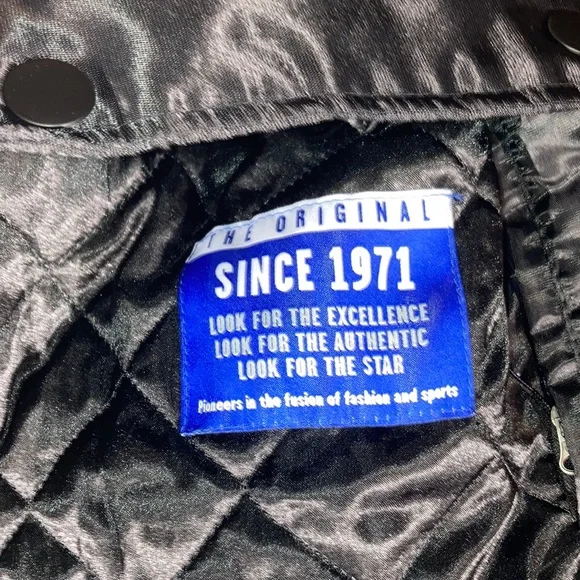 THE ORIGINAL
SINCE 1971
LOOK FOR THE EXCELLENCE
LOOK FOR THE AUTHENTIC
LOOK FOR THE STAR
Pioneers in the fusion of fashion and sports